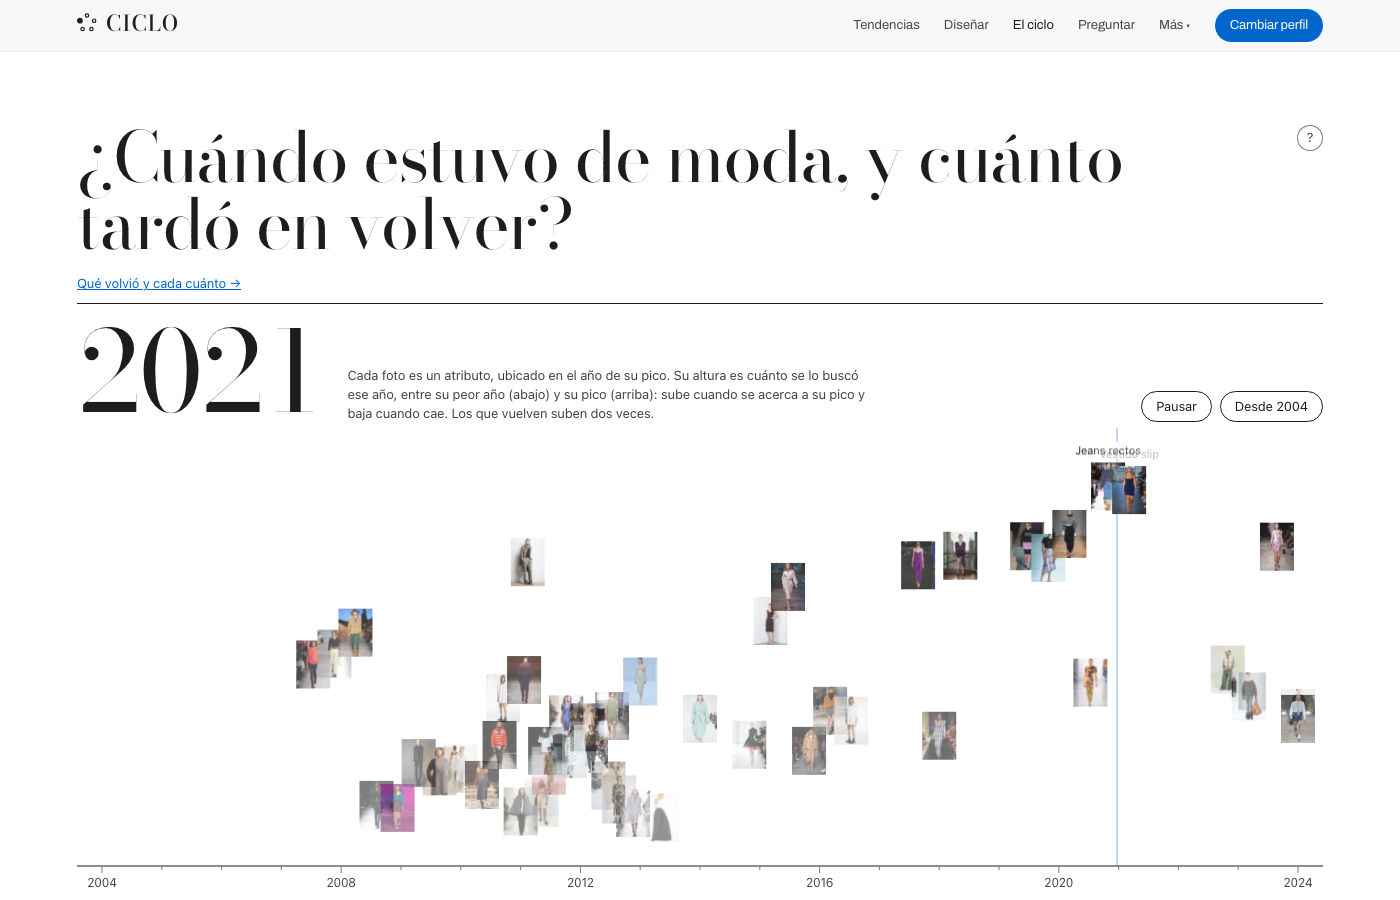 CICLO
Tendencias Diseñar El ciclo Preguntar Más Cambiar perfil
¿Cuándo estuvo de moda, y cuánto
tardó en volver?
?
Qué volvió y cada cuánto →
2021
Cada foto es un atributo, ubicado en el año de su pico. Su altura es cuánto se lo buscó
ese año, entre su peor año (abajo) y su pico (arriba): sube cuando se acerca a su pico y
baja cuando cae. Los que vuelven suben dos veces.
Pausar Desde 2004
Jeans rectos
Vestido slip
2004 2008 2012 2016 2020 2024